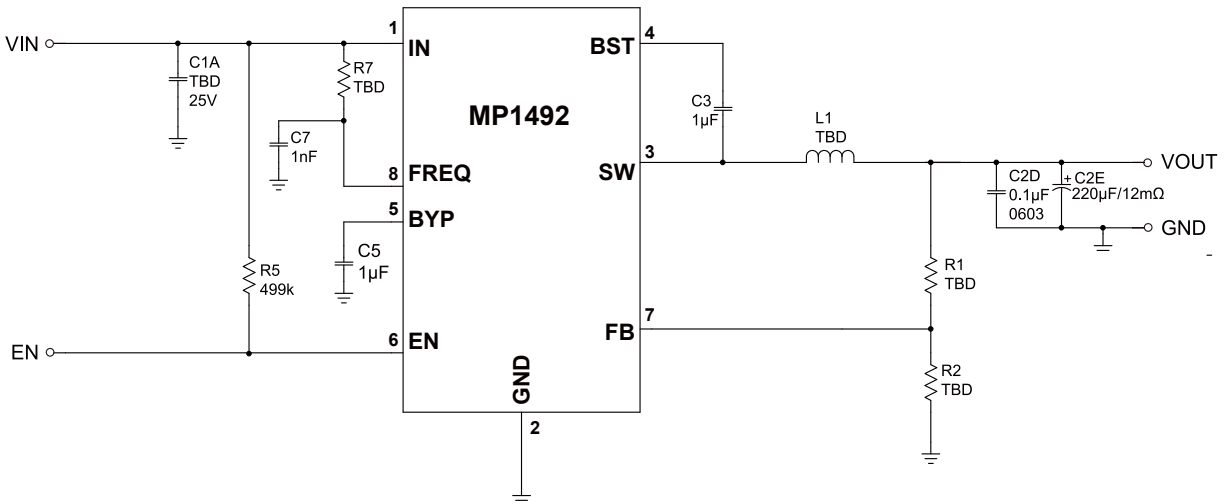 VIN
C1A
TBD
25V
R7
TBD
C7
1nF
1
IN
8
FREQ
5
BYP
C5
1µF
R5
499k
EN
6
EN
MP1492
GND
2
4
BST
C3
1µF
3
SW
L1
TBD
VOUT
C2D
0.1µF
0603
+
C2E
220µF/12mΩ
GND
R1
TBD
7
FB
R2
TBD